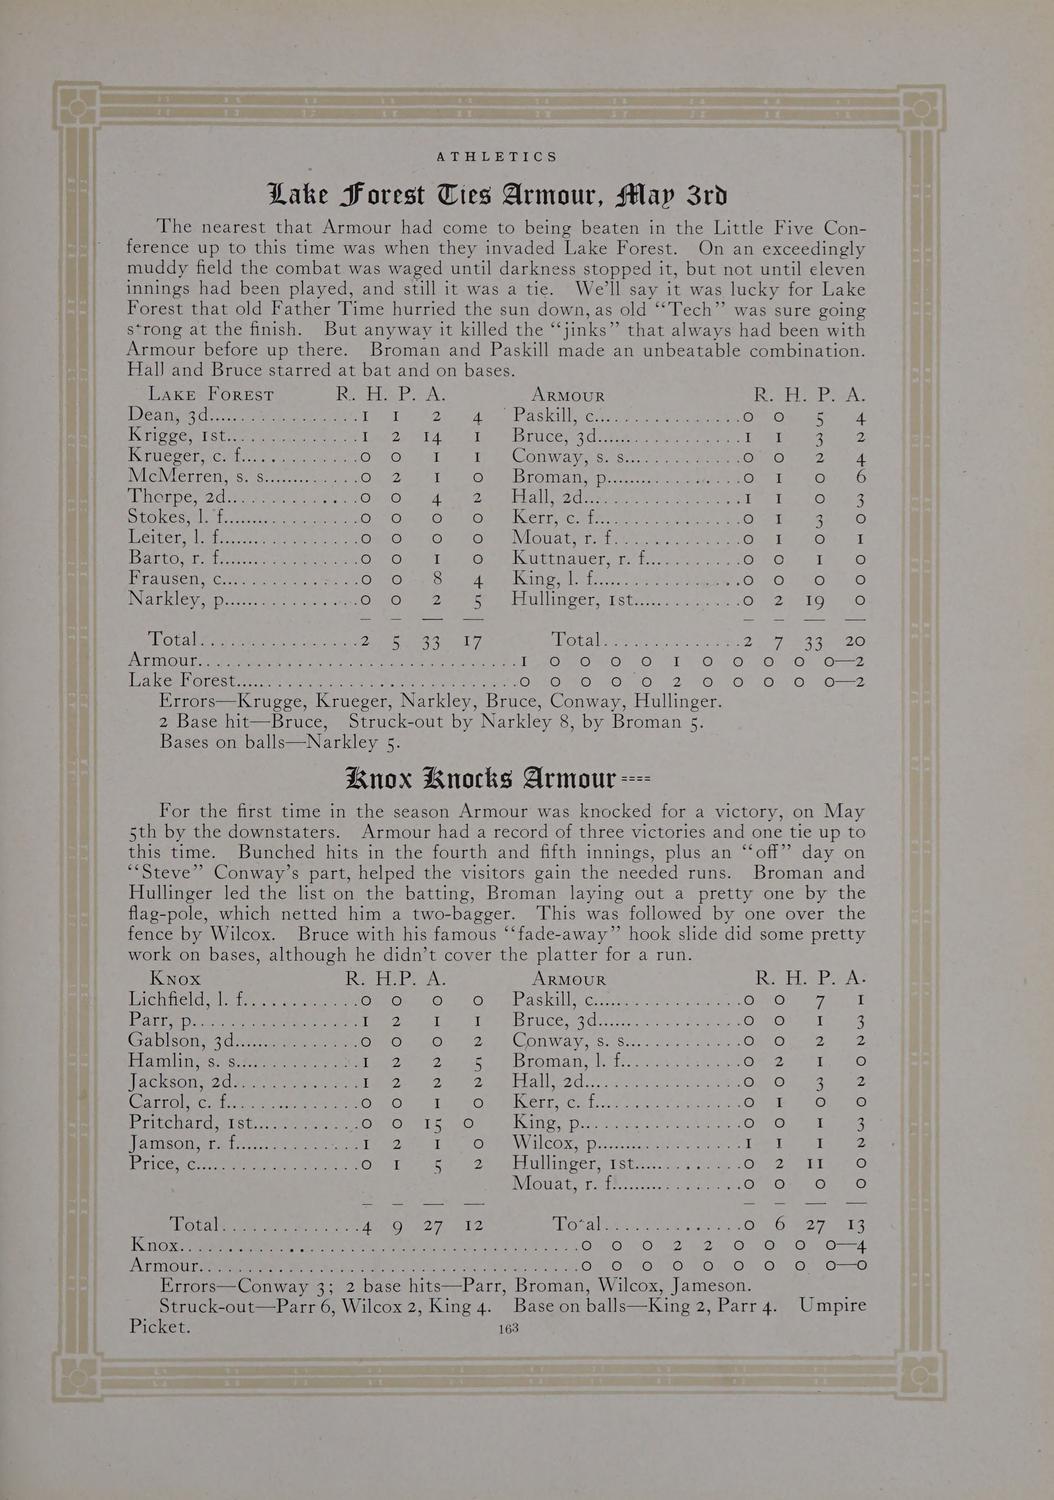 ATHLETICS
Lake Forest Ties Armour, May 3rd
The nearest that Armour had come to being beaten in the Little Five Con-
ference up to this time was when they invaded Lake Forest. On an exceedingly
muddy field the combat was waged until darkness stopped it, but not until eleven
innings had been played, and still it was a tie. We'll say it was lucky for Lake
Forest that old Father Time hurried the sun down, as old “Tech” was sure going
strong at the finish. But anyway it killed the “jinks” that always had been with
Armour before up there. Broman and Paskill made an unbeatable combination.
Hall and Bruce starred at bat and on bases.
LAKE FOREST R. H. P. A. ARMOUR R. H. P. A.
Dean, 3d. 1 1 2 4 Paskill, c. 0 0 5 4
Krigge, 1st. 1 2 14 1 Bruce, 3d. 1 1 3 2
Krueger, c. f. 0 0 1 1 Conway, s. s. 0 0 2 4
McMerren, s. s. 0 2 1 0 Broman, p. 0 1 0 6
Thorpe, 2d. 0 0 4 2 Hall, 2d. 1 1 0 3
Stokes, l. f. 0 0 0 0 Kerr, c. f. 0 1 3 0
Leiter, l. f. 0 0 0 0 Mouat, r. f. 0 1 0 1
Barto, r. f. 0 0 1 0 Kuttnauer, r. f. 0 0 1 0
Frausen, c. 0 0 8 4 King, l. f. 0 0 0 0
Narkley, p. 0 0 2 5 Hullinger, 1st. 0 2 19 0
Total. 2 5 33 17 Total. 2 7 33 20
Armour. 1 0 0 0 0 1 0 0 0 0 0—2
Lake Forest. 0 0 0 0 0 2 0 0 0 0 0—2
Errors—Krugge, Krueger, Narkley, Bruce, Conway, Hullinger.
2 Base hit—Bruce, Struck-out by Narkley 8, by Broman 5.
Bases on balls—Narkley 5.
Knox Knocks Armour ----
For the first time in the season Armour was knocked for a victory, on May
5th by the downstaters. Armour had a record of three victories and one tie up to
this time. Bunched hits in the fourth and fifth innings, plus an “off” day on
“Steve” Conway's part, helped the visitors gain the needed runs. Broman and
Hullinger led the list on the batting, Broman laying out a pretty one by the
flag-pole, which netted him a two-bagger. This was followed by one over the
fence by Wilcox. Bruce with his famous “fade-away” hook slide did some pretty
work on bases, although he didn't cover the platter for a run.
KNOX R. H.P. A. ARMOUR R. H. P. A.
Lichfield, l. f. 0 0 0 0 Paskill, c. 0 0 7 1
Parr, p. 1 2 1 1 Bruce, 3d. 0 0 1 3
Gablson, 3d. 0 0 0 2 Conway, s. s. 0 0 2 2
Hamlin, s. s. 1 2 2 5 Broman, l. f. 0 2 1 0
Jackson, 2d. 1 2 2 2 Hall, 2d. 0 0 3 2
Carrol, c. f. 0 0 1 0 Kerr, c. f. 0 1 0 0
Pritchard, 1st. 0 0 15 0 King, p. 0 0 1 3
Jamson, r. f. 1 2 1 0 Wilcox, p. 1 1 1 2
Price, c. 0 1 5 2 Hullinger, 1st. 0 2 11 0
Mouat, r. f. 0 0 0 0
Total. 4 9 27 12 Total. 0 6 27 13
Knox. 0 0 0 2 2 0 0 0 0—4
Armour. 0 0 0 0 0 0 0 0 0—0
Errors—Conway 3; 2 base hits—Parr, Broman, Wilcox, Jameson.
Struck-out—Parr 6, Wilcox 2, King 4. Base on balls—King 2, Parr 4. Umpire
Picket.
163